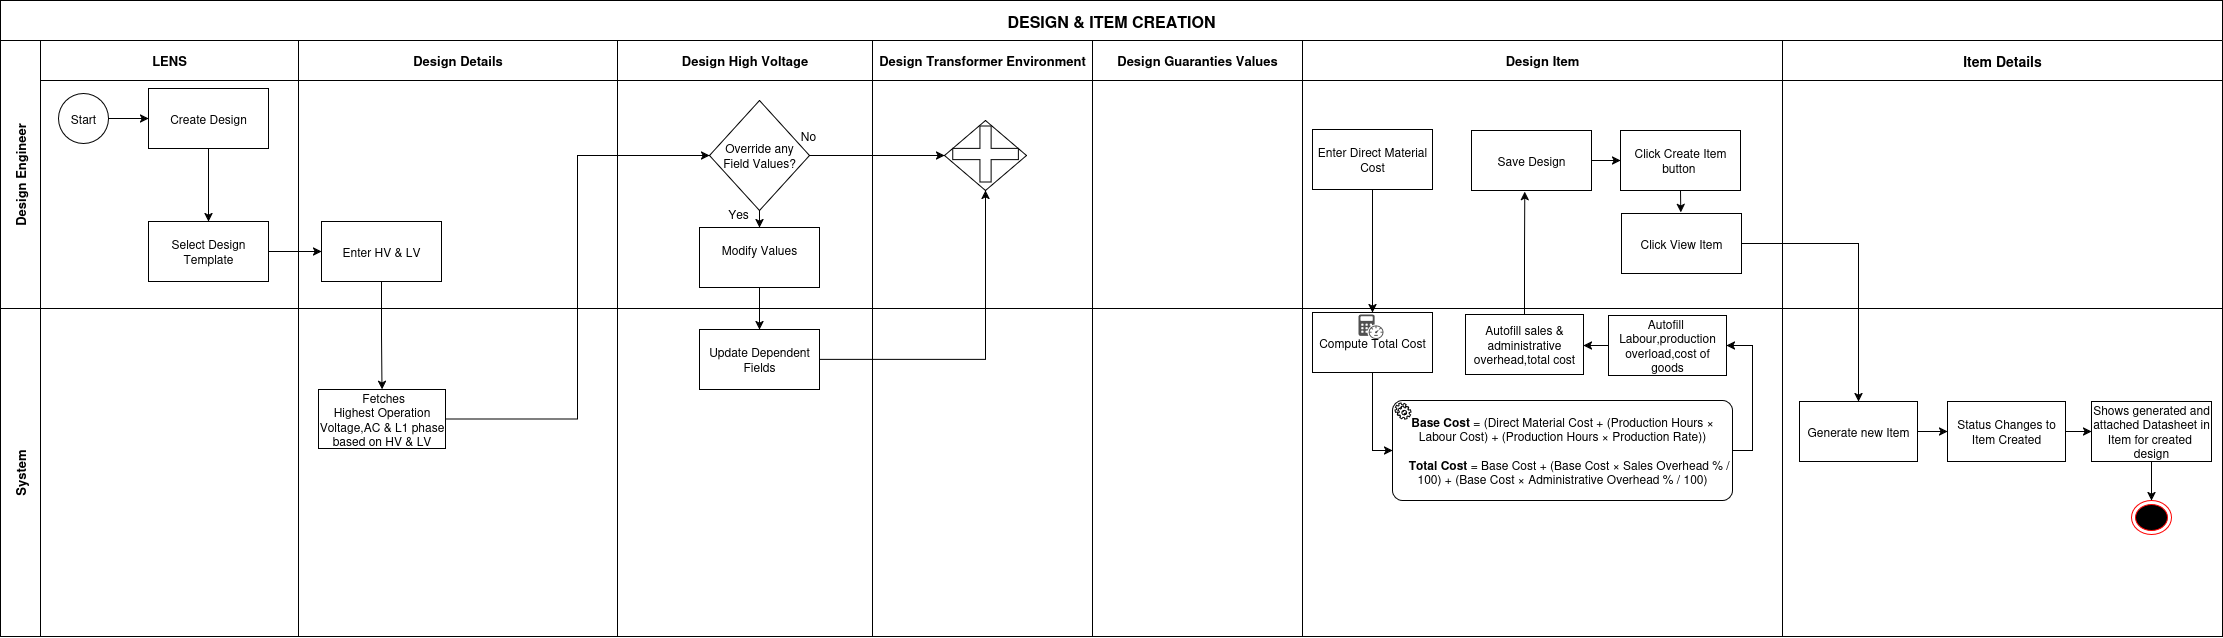 DESIGN & ITEM CREATION
LENS
Design Details
Design High Voltage
Design Transformer Environment
Design Guaranties Values
Design Item
Item Details
Design Engineer
Start
Create Design
Select Design
Template
Enter HV & LV
Override any
Field Values?
No
Yes
Modify Values
Enter Direct Material
Cost
Save Design
Click Create Item
button
Click View Item
System
Fetches
Highest Operation
Voltage,AC & L1 phase
based on HV & LV
Update Dependent
Fields
Compute Total Cost
Autofill sales &
administrative
overhead,total cost
Autofill
Labour,production
overload,cost of
goods
Base Cost = (Direct Material Cost + (Production Hours ×
Labour Cost) + (Production Hours × Production Rate))
Total Cost = Base Cost + (Base Cost × Sales Overhead % /
100) + (Base Cost × Administrative Overhead % / 100)
Generate new Item
Status Changes to
Item Created
Shows generated and
attached Datasheet in
Item for created
design